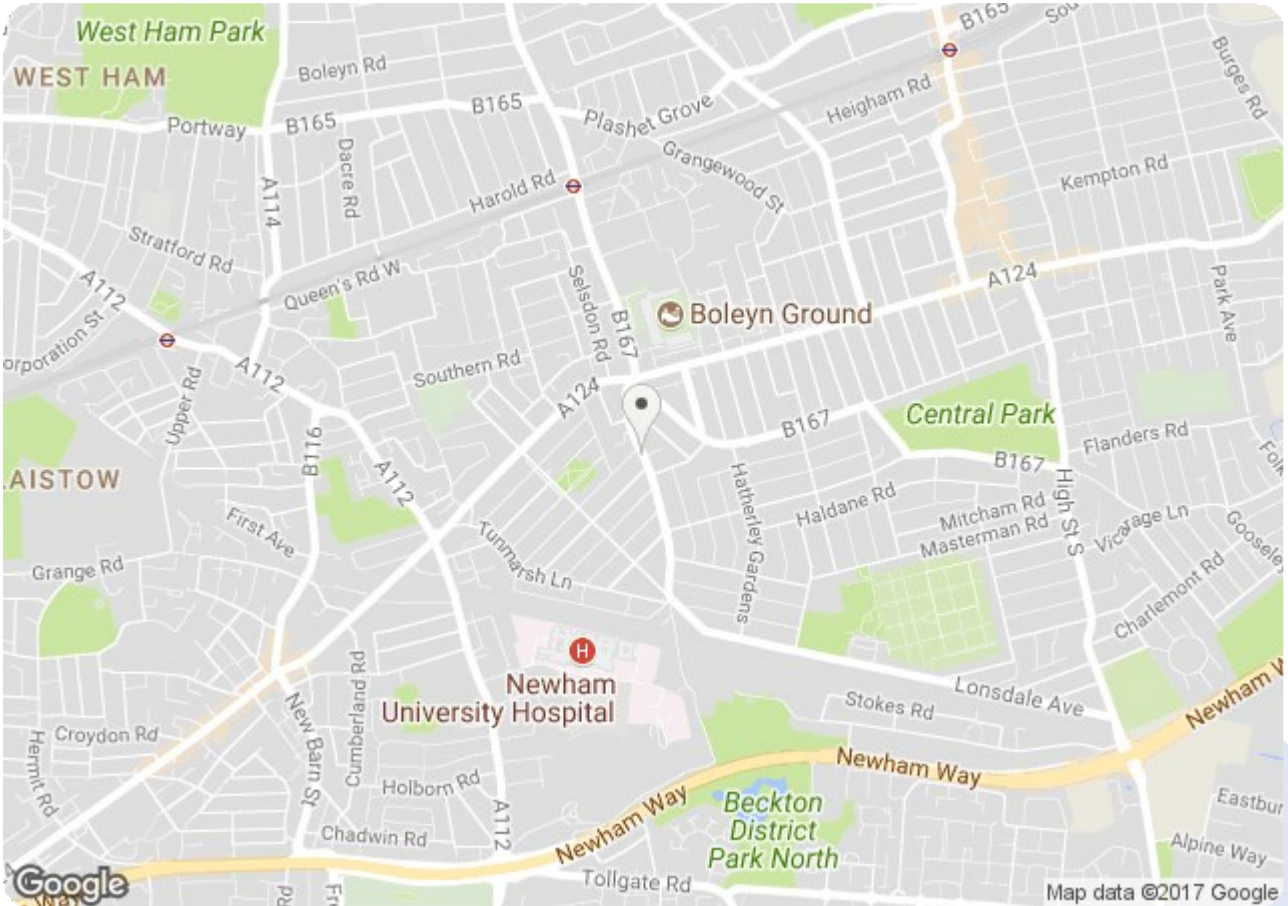 West Ham Park
B165
WEST HAM
Boleyn Rd
Burges Rd
B165
Heigham Rd
Plashet Grove
Portway
B165
Dacre Rd
Grangewood St
Kempton Rd
Harold Rd
A114
Stratford Rd
A112
Queen's Rd W
Selsdon Rd
A124
Park Ave
B167
Boleyn Ground
orporation St
A112
Southern Rd
A124
Upper Rd
Central Park
B167
Flanders Rd
B116
A112
B167
AISTOW
High St S
Hatherley Gardens
Haldane Rd
Mitcham Rd
Masterman Rd
Vicarage Ln
Goosele
First Ave
Tunmarsh Ln
Grange Rd
Charlemont Rd
H
Newham
University Hospital
Cumberland Rd
Lonsdale Ave
Stokes Rd
Newham W
New Barn St
Croydon Rd
Hermit Rd
Newham Way
Holborn Rd
A112
Newham Way
Beckton
District
Park North
Eastbur
Chadwin Rd
Alpine Way
Tollgate Rd
Google
Way
Map data ©2017 Google